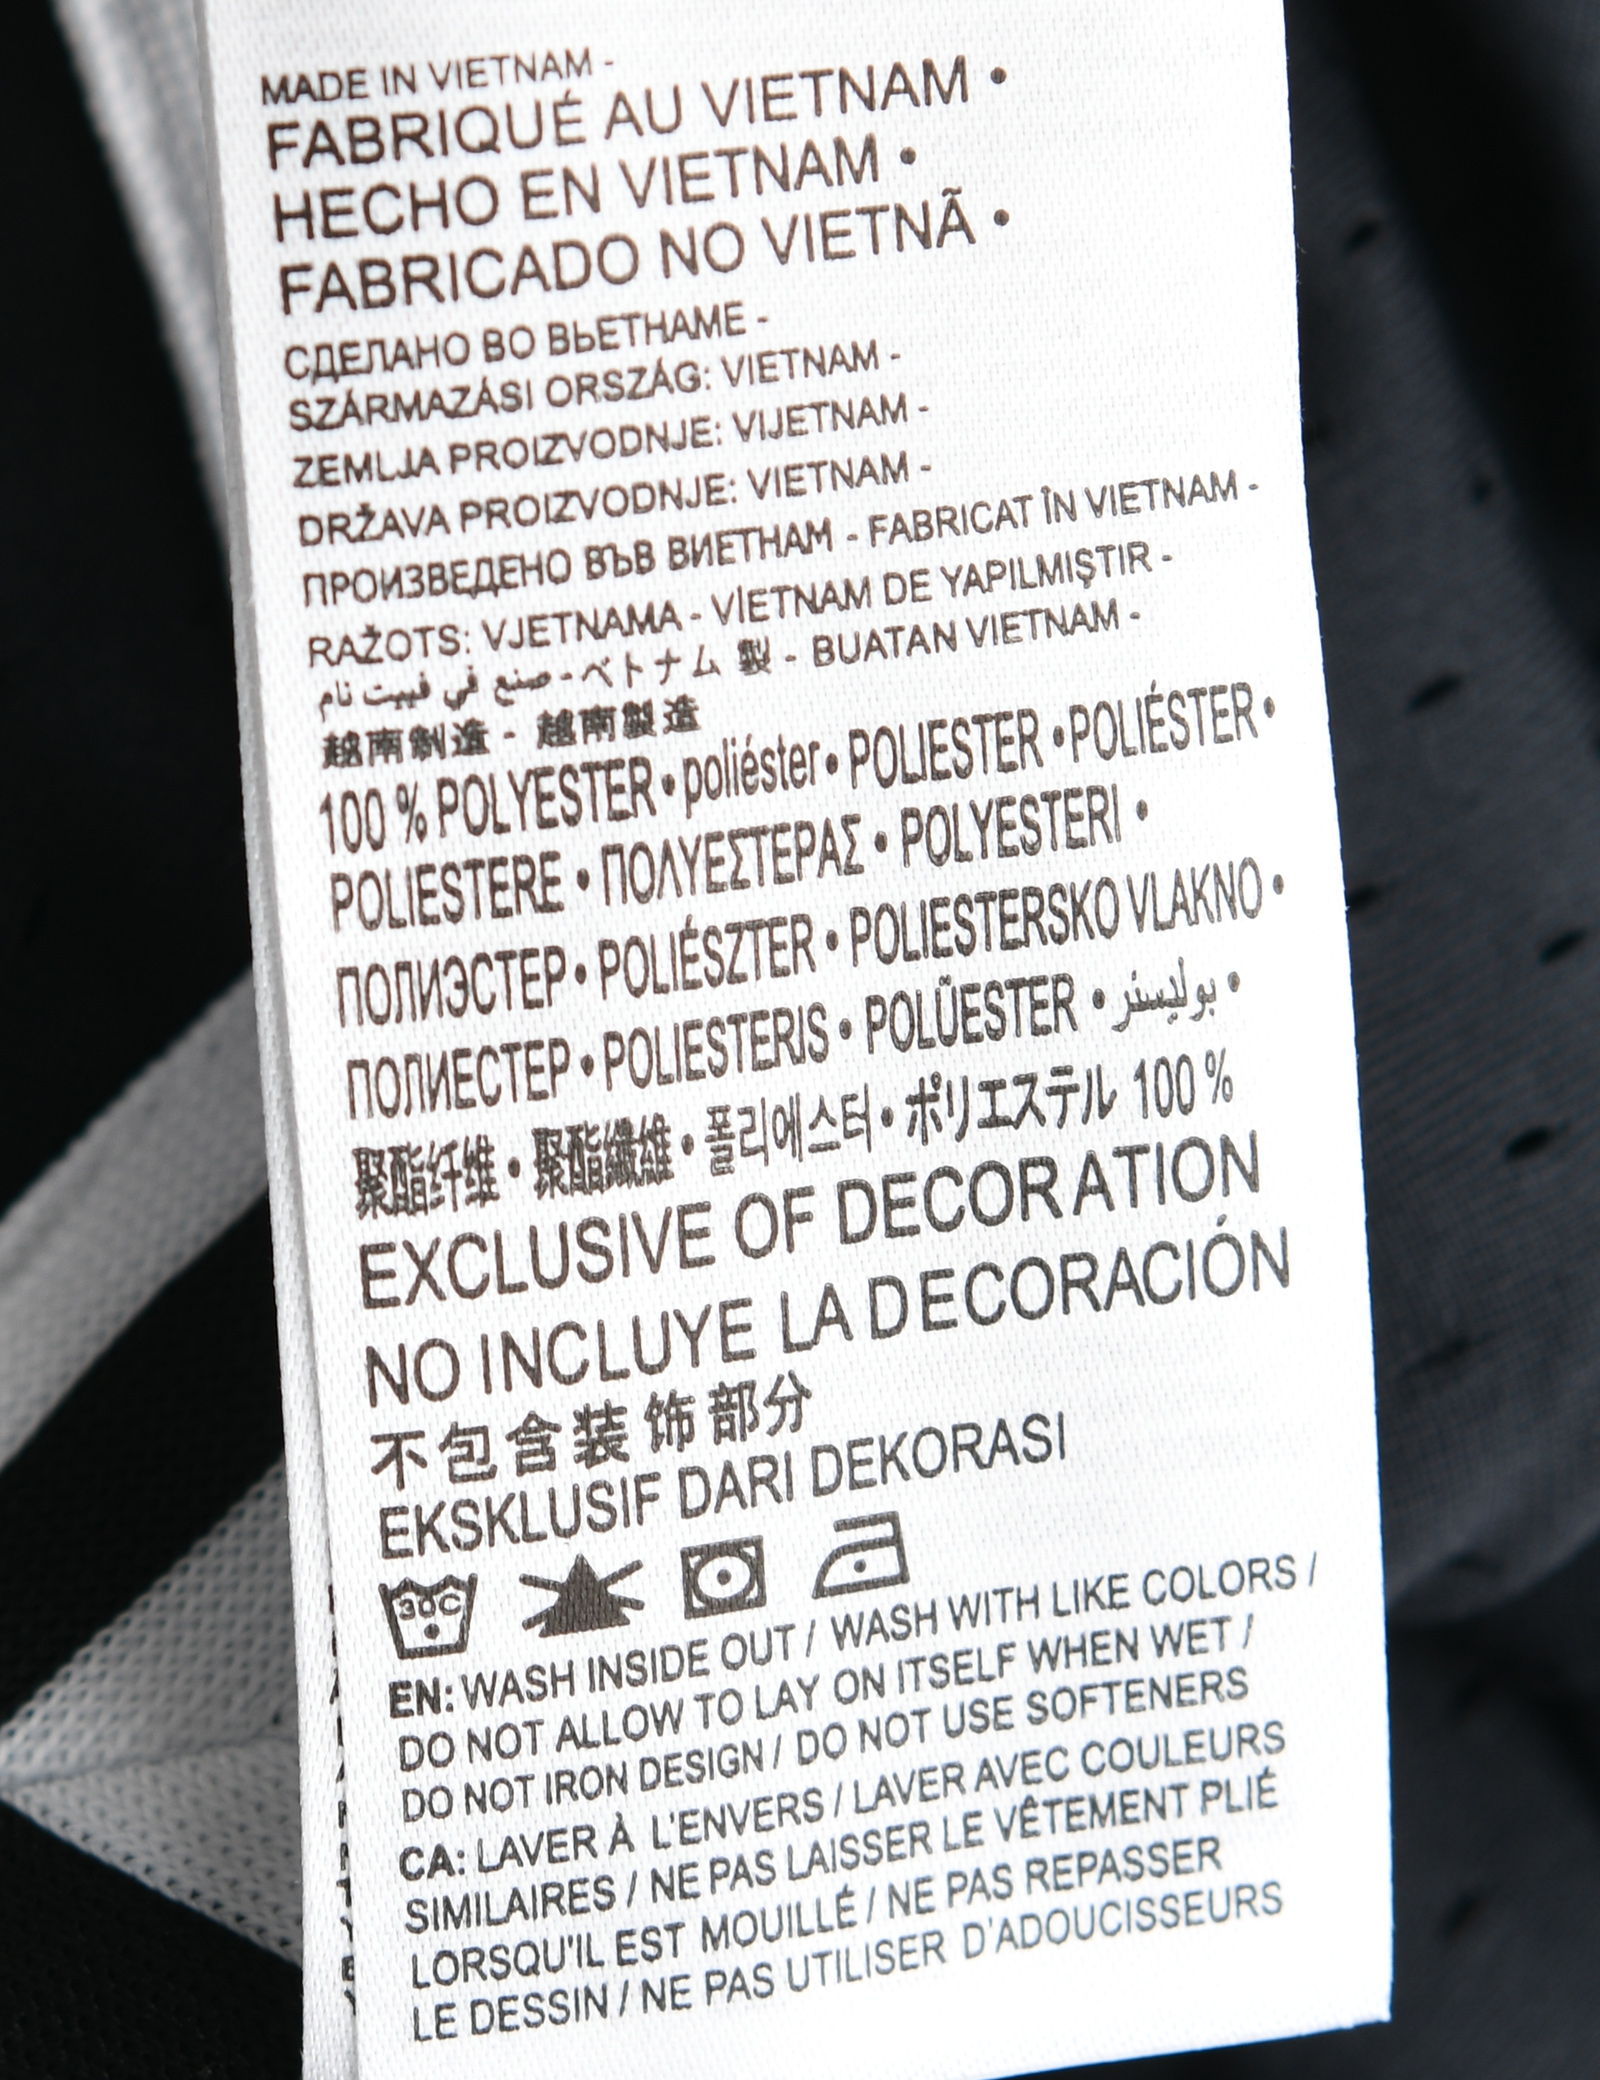 MADE IN VIETNAM -
FABRIQUÉ AU VIETNAM •
HECHO EN VIETNAM •
FABRICADO NO VIETNÃ •
СДЕЛАНО ВО ВЬЕТНАМЕ -
SZÁRMAZÁSI ORSZÁG: VIETNAM -
ZEMLJA PROIZVODNJE: VIJETNAM -
DRŽAVA PROIZVODNJE: VIETNAM -
ПРОИЗВЕДЕНО ВЪВ ВИЕТНАМ - FABRICAT ÎN VIETNAM -
RAŽOTS: VJETNAMA - VIETNAM DE YAPILMIŞTIR -
صنع في فييت نام - ベトナム 製 - BUATAN VIETNAM -
越南制造 - 越南製造
100 % POLYESTER • poliéster • POLIESTER • POLIÉSTER •
POLIESTERE • ΠΟΛΥΕΣΤΕΡΑΣ • POLYESTERI •
ПОЛИЭСТЕР • POLIÉSZTER • POLIESTERSKO VLAKNO •
ПОЛИЕСТЕР • POLIESTERIS • POLÜESTER • بوليستر •
聚酯纤维 • 聚酯纖維 • 폴리에스터 • ポリエステル 100 %
EXCLUSIVE OF DECORATION
NO INCLUYE LA DECORACIÓN
不包含装饰部分
EKSKLUSIF DARI DEKORASI
30C
EN: WASH INSIDE OUT / WASH WITH LIKE COLORS /
DO NOT ALLOW TO LAY ON ITSELF WHEN WET /
DO NOT IRON DESIGN / DO NOT USE SOFTENERS
CA: LAVER À L'ENVERS / LAVER AVEC COULEURS
SIMILAIRES / NE PAS LAISSER LE VÊTEMENT PLIÉ
LORSQU'IL EST MOUILLÉ / NE PAS REPASSER
LE DESSIN / NE PAS UTILISER D'ADOUCISSEURS